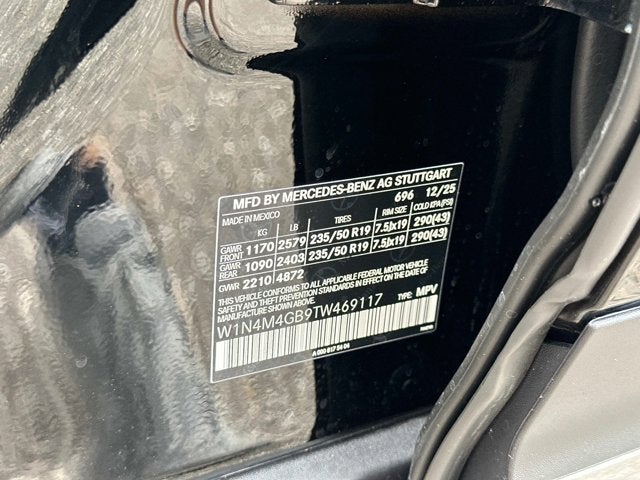 MFD BY MERCEDES-BENZ AG STUTTGART
MADE IN MEXICO 696 12/25
KG LB TIRES RIM SIZE COLD KPA (PSI)
GAWR FRONT 1170 2579 235/50 R19 7.5Jx19 290(43)
GAWR REAR 1090 2403 235/50 R19 7.5Jx19 290(43)
GVWR 2210 4872
THIS VEHICLE CONFORMS TO ALL APPLICABLE FEDERAL MOTOR VEHICLE
SAFETY AND THEFT PREVENTION STANDARDS IN EFFECT ON THE DATE OF
MANUFACTURE SHOWN ABOVE.
W1N4M4GB9TW469117 TYPE: MPV